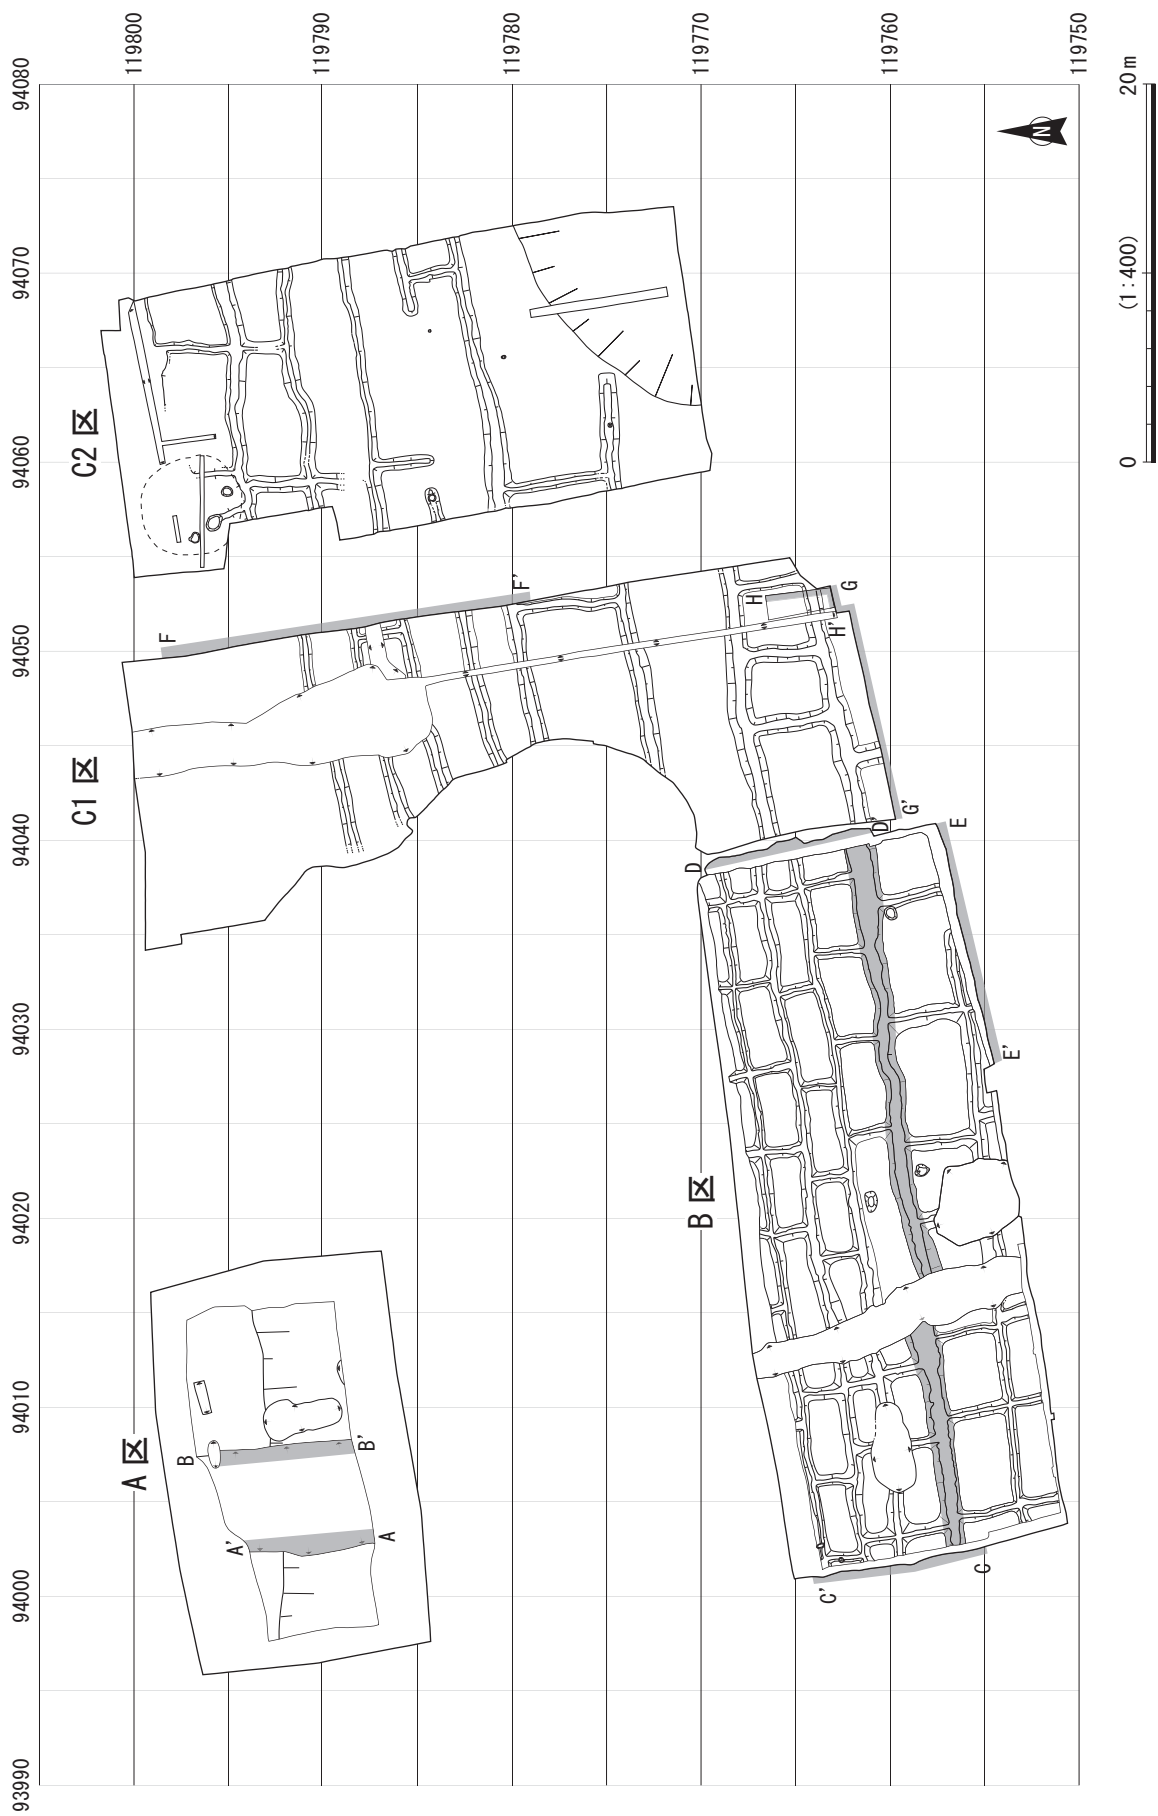 119800
119790
119780
119770
119760
119750
94080
94070
94060
94050
94040
94030
94020
94010
94000
93990
N
20m
(1:400)
0
C2 区
C1 区
B 区
A 区
F
F'
H
H'
G
G'
D
D'
E
E'
C
C'
B
B'
A'
A